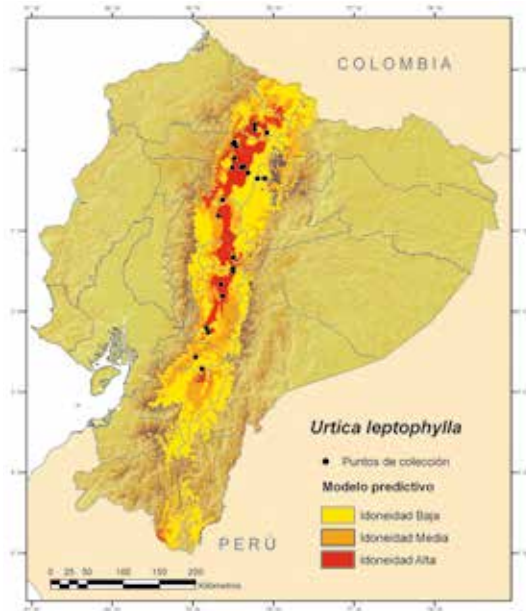 COLOMBIA
Urtica leptophylla
Puntos de colección
Modelo predictivo
Idoneidad Baja
Idoneidad Media
Idoneidad Alta
PERÚ
0 25 50 100 150 200
Kilometros